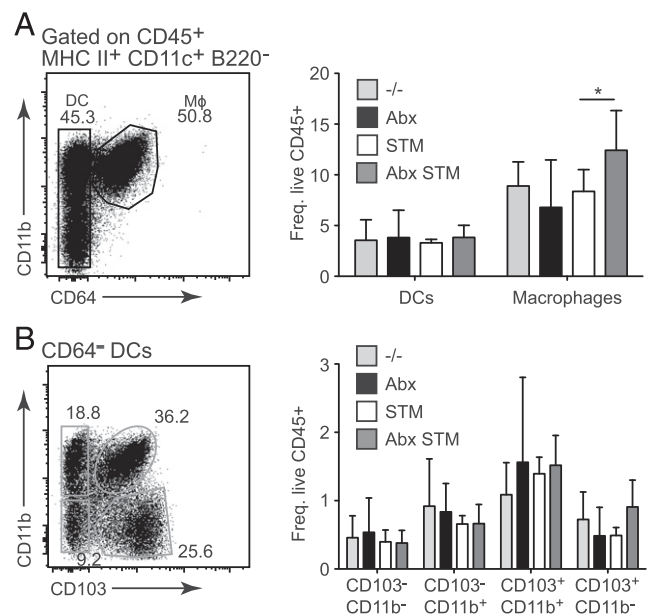 A
Gated on CD45+
MHC II+ CD11c+ B220-
DC
45.3
Mϕ
50.8
CD11b
CD64
20
15
10
5
0
Freq. live CD45+
-/-
Abx
STM
Abx STM
*
DCs
Macrophages
B
CD64- DCs
18.8
36.2
9.2
25.6
CD11b
CD103
3
2
1
0
Freq. live CD45+
-/-
Abx
STM
Abx STM
CD103- CD103- CD103+ CD103+
CD11b- CD11b+ CD11b+ CD11b-